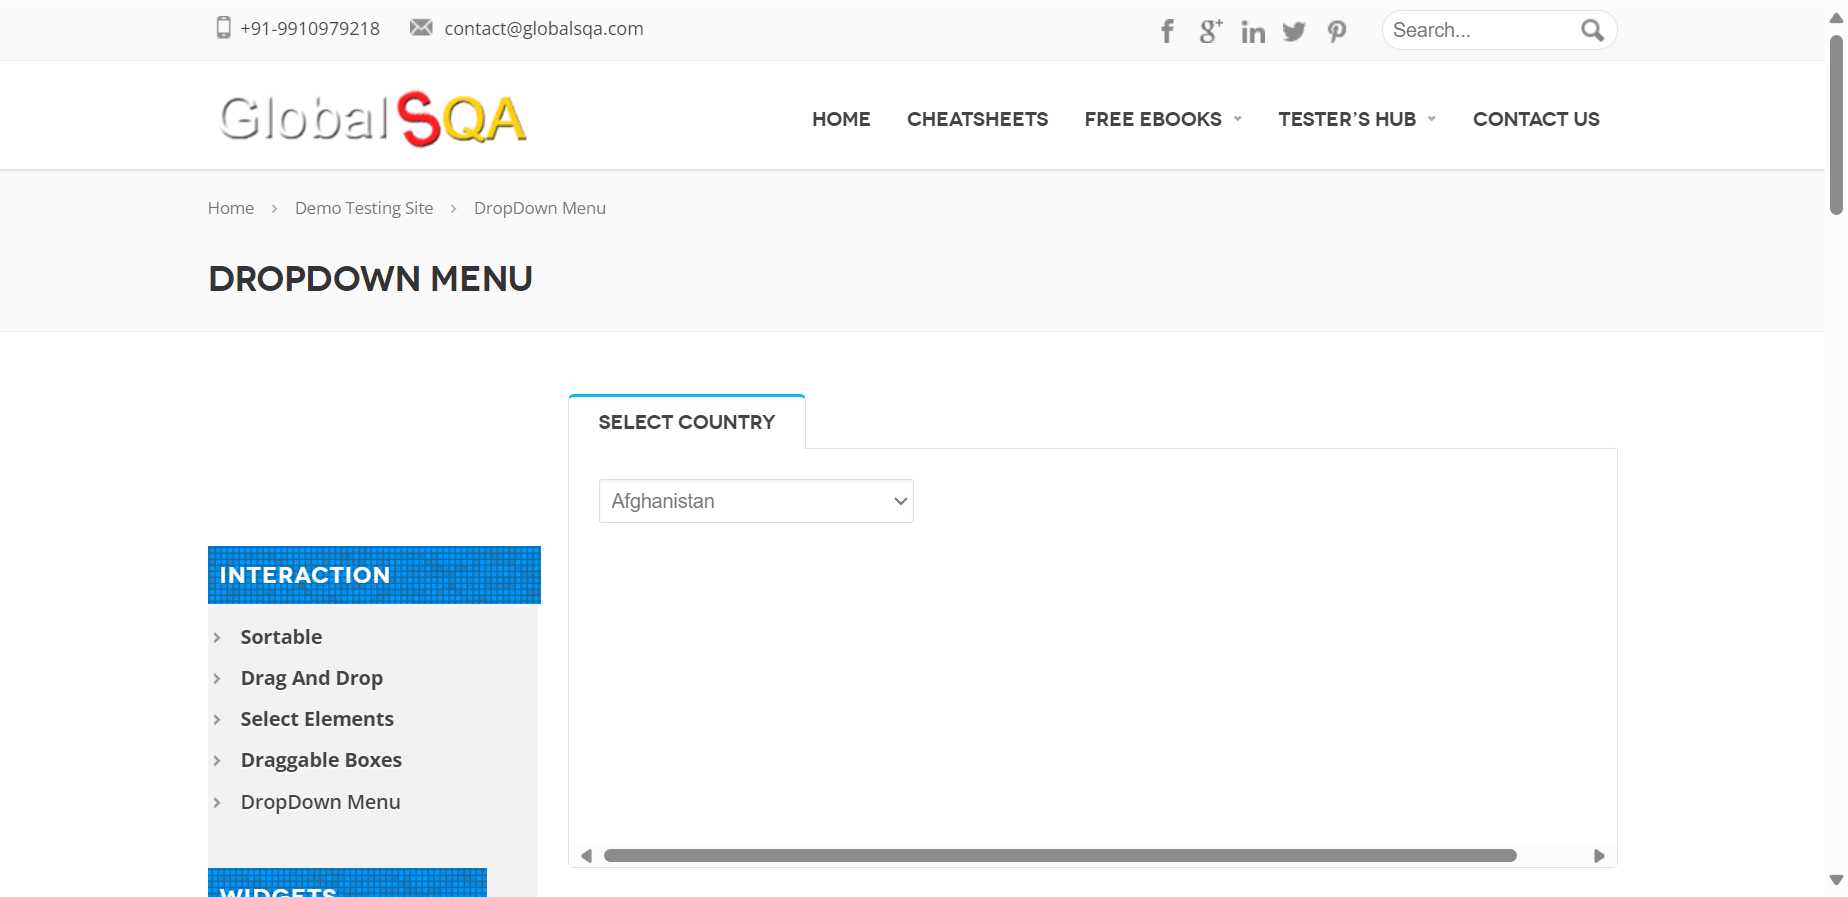 +91-9910979218 contact@globalsqa.com Search...
GlobalSQA HOME CHEATSHEETS FREE EBOOKS TESTER'S HUB CONTACT US
Home > Demo Testing Site > DropDown Menu
DROPDOWN MENU
SELECT COUNTRY
Afghanistan
INTERACTION
Sortable
Drag And Drop
Select Elements
Draggable Boxes
DropDown Menu
WIDGETS